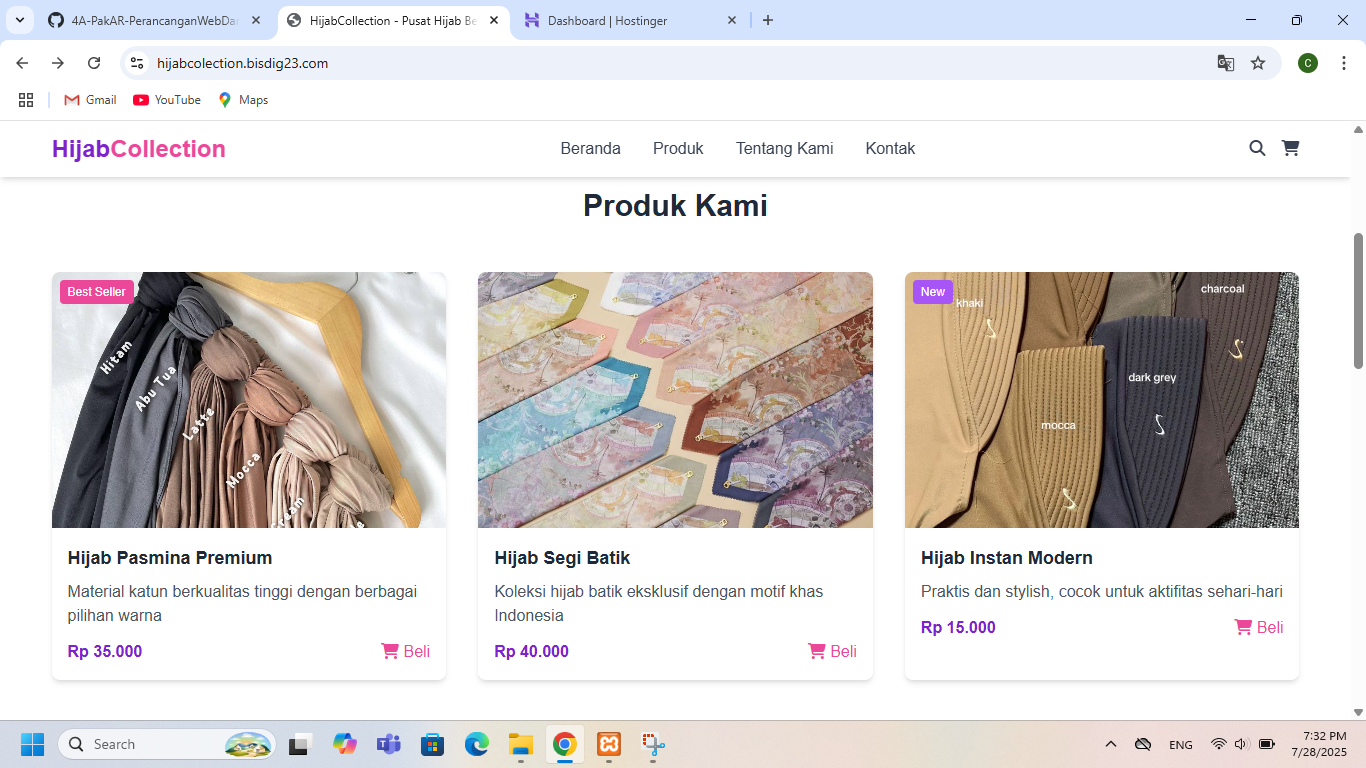 4A-PakAR-PerancanganWebDa
HijabCollection - Pusat Hijab Be
Dashboard | Hostinger
hijabcolection.bisdig23.com
C
Gmail
YouTube
Maps
HijabCollection
Beranda
Produk
Tentang Kami
Kontak
Produk Kami
Best Seller
Hitam
Abu Tua
Latte
Mocca
New
khaki
charcoal
dark grey
mocca
Hijab Pasmina Premium
Material katun berkualitas tinggi dengan berbagai
pilihan warna
Rp 35.000
Beli
Hijab Segi Batik
Koleksi hijab batik eksklusif dengan motif khas
Indonesia
Rp 40.000
Beli
Hijab Instan Modern
Praktis dan stylish, cocok untuk aktifitas sehari-hari
Rp 15.000
Beli
Search
ENG
7:32 PM
7/28/2025